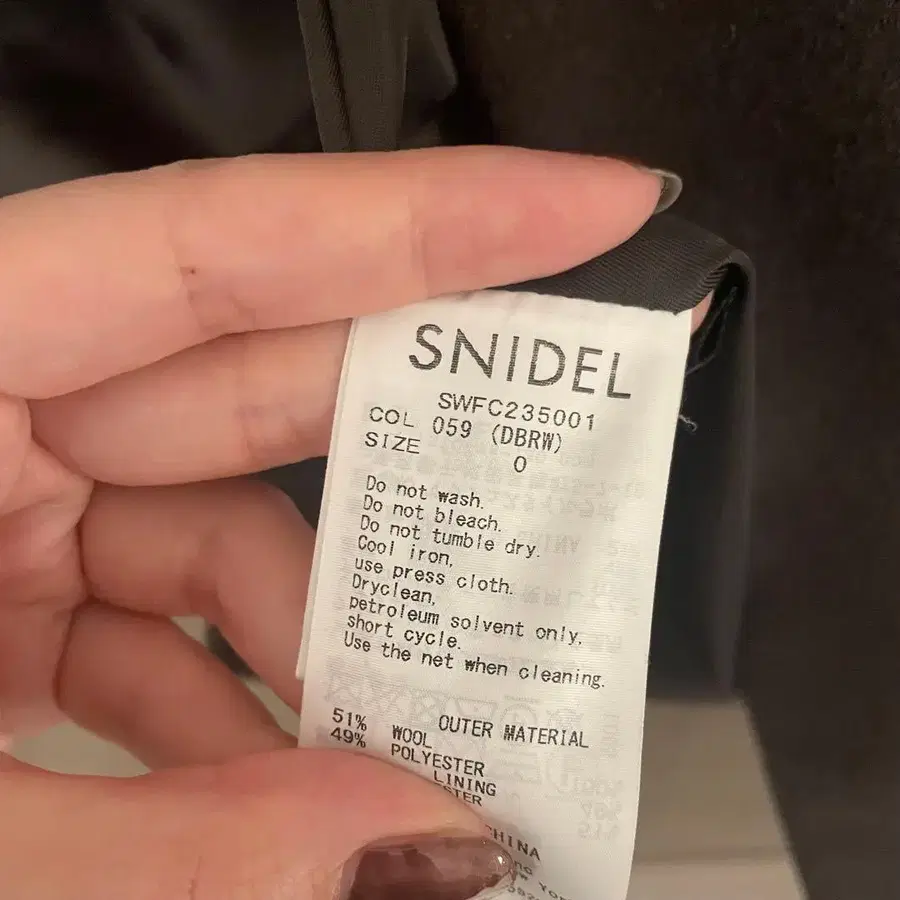 SNIDEL
SWFC235001
COL 059 (DBRW)
SIZE 0
Do not wash.
Do not bleach.
Do not tumble dry.
Cool iron,
use press cloth.
Dryclean,
petroleum solvent only,
short cycle.
Use the net when cleaning.
OUTER MATERIAL
51% WOOL
49% POLYESTER
LINING
CHINA